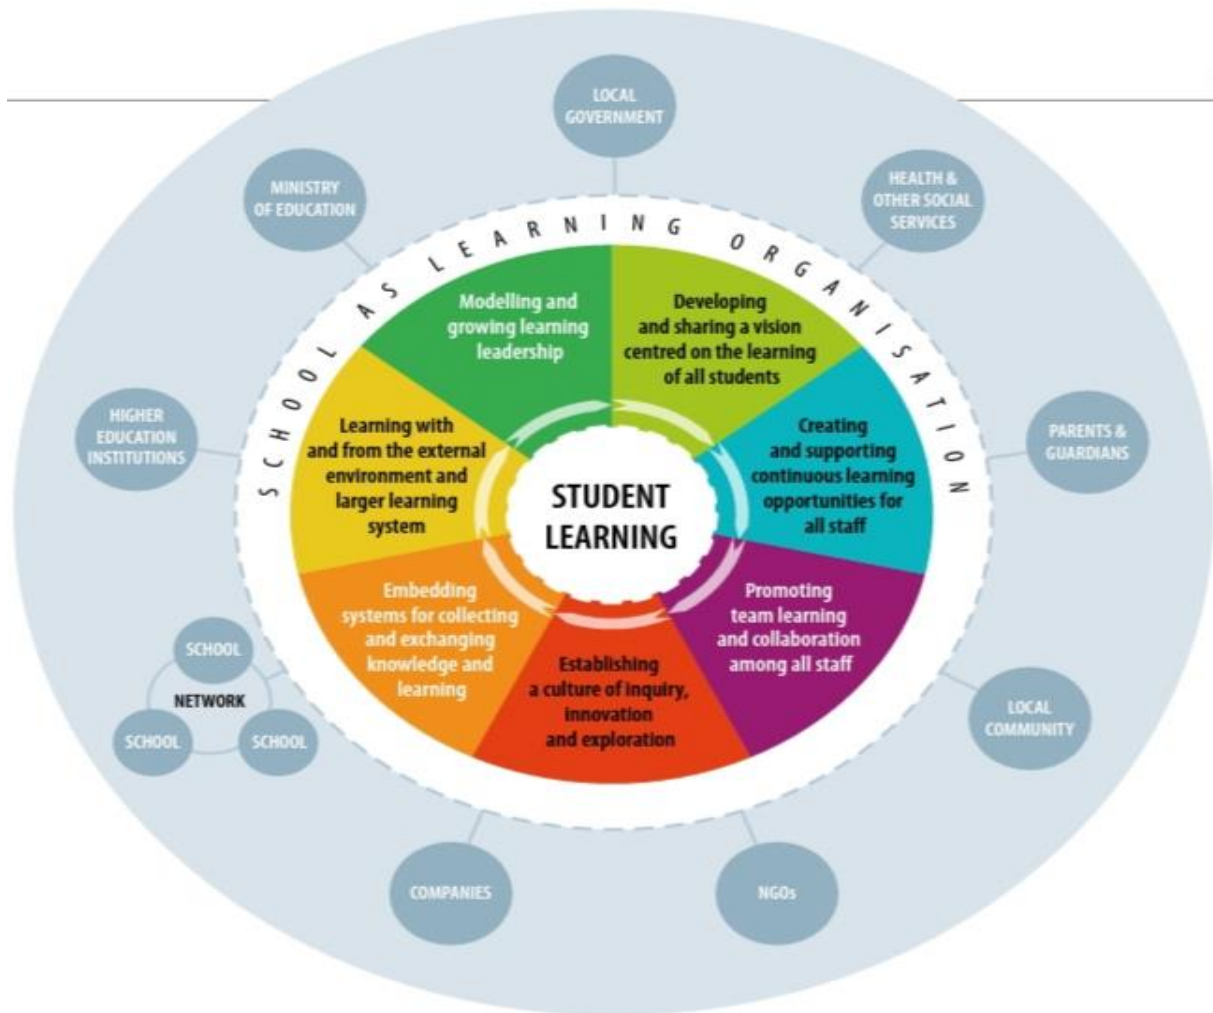 LOCAL
GOVERNMENT
MINISTRY
OF EDUCATION
HEALTH &
OTHER SOCIAL
SERVICES
SCHOOL AS LEARNING ORGANISATION
Modelling and
growing learning
leadership
Developing
and sharing a vision
centred on the learning
of all students
HIGHER
EDUCATION
INSTITUTIONS
Learning with
and from the external
environment and
larger learning
system
Creating
and supporting
continuous learning
opportunities for
all staff
PARENTS &
GUARDIANS
STUDENT
LEARNING
Embedding
systems for collecting
and exchanging
knowledge and
learning
Promoting
team learning
and collaboration
among all staff
Establishing
a culture of inquiry,
innovation
and exploration
SCHOOL
NETWORK
SCHOOL
SCHOOL
LOCAL
COMMUNITY
COMPANIES
NGOs